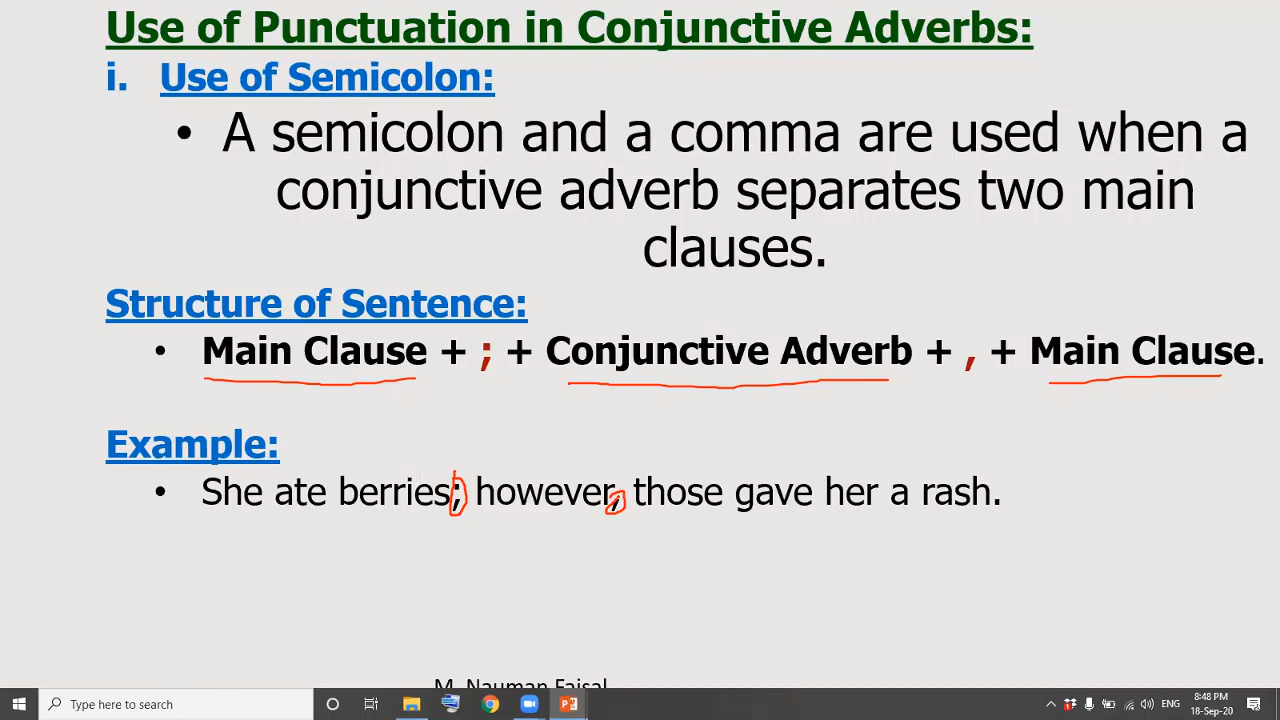 Use of Punctuation in Conjunctive Adverbs:
i. Use of Semicolon:
• A semicolon and a comma are used when a
conjunctive adverb separates two main
clauses.
Structure of Sentence:
• Main Clause + ; + Conjunctive Adverb + , + Main Clause.
Example:
• She ate berries; however, those gave her a rash.
M. Nauman Faisal
Type here to search
ENG
8:48 PM
18-Sep-20